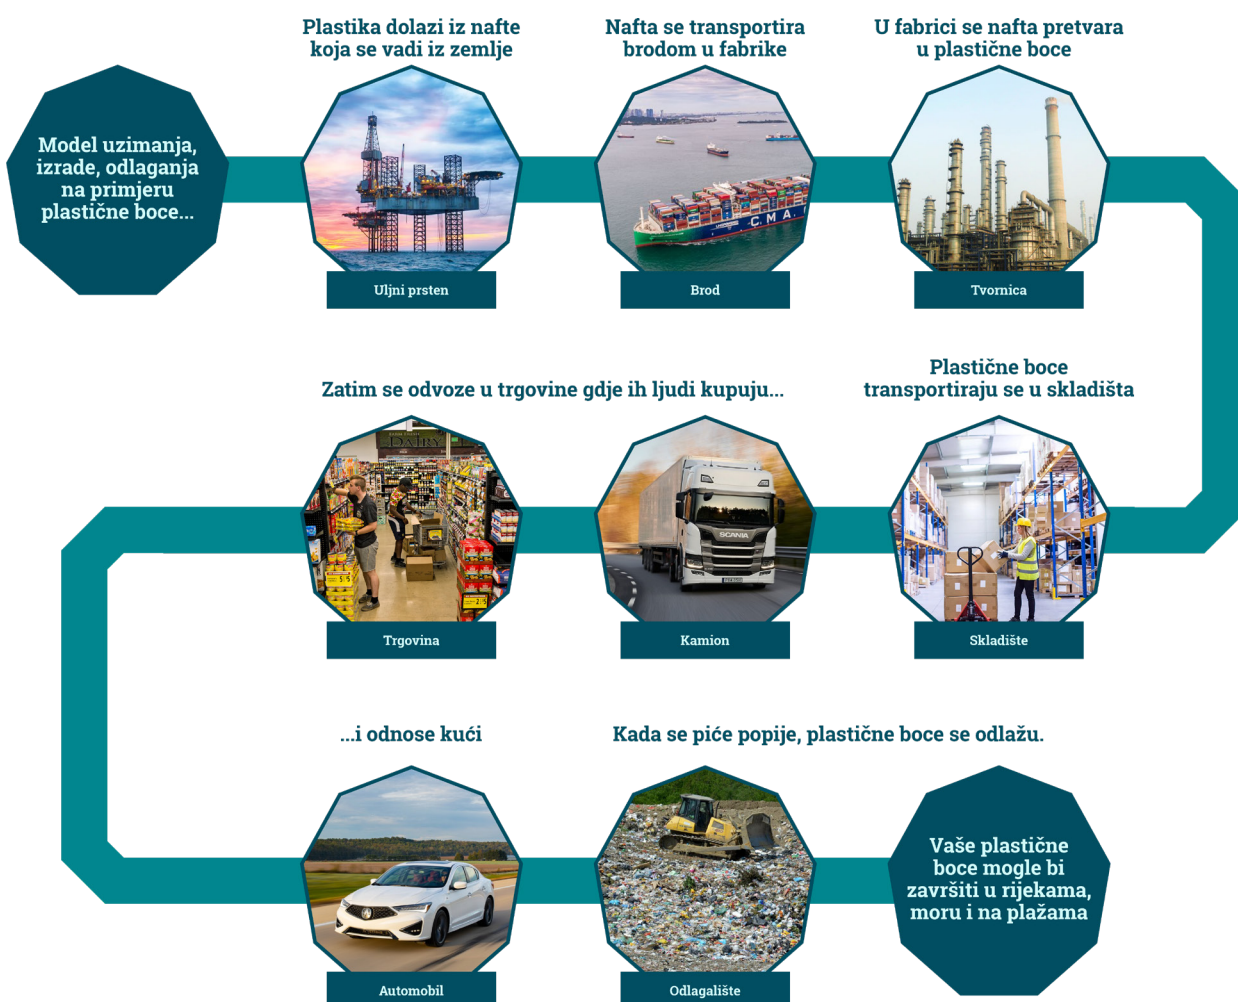 Plastika dolazi iz nafte
koja se vadi iz zemlje
Nafta se transportira
brodom u fabrike
U fabrici se nafta pretvara
u plastične boce
Model uzimanja,
izrade, odlaganja
na primjeru
plastične boce...
C M A
Uljni prsten
Brod
Tvornica
Zatim se odvoze u trgovine gdje ih ljudi kupuju...
Plastične boce
transportiraju se u skladišta
DAIRY
SCANIA
Trgovina
Kamion
Skladište
...i odnose kući
Kada se piće popije, plastične boce se odlažu.
Vaše plastične
boce mogle bi
završiti u rijekama,
moru i na plažama
Automobil
Odlagalište